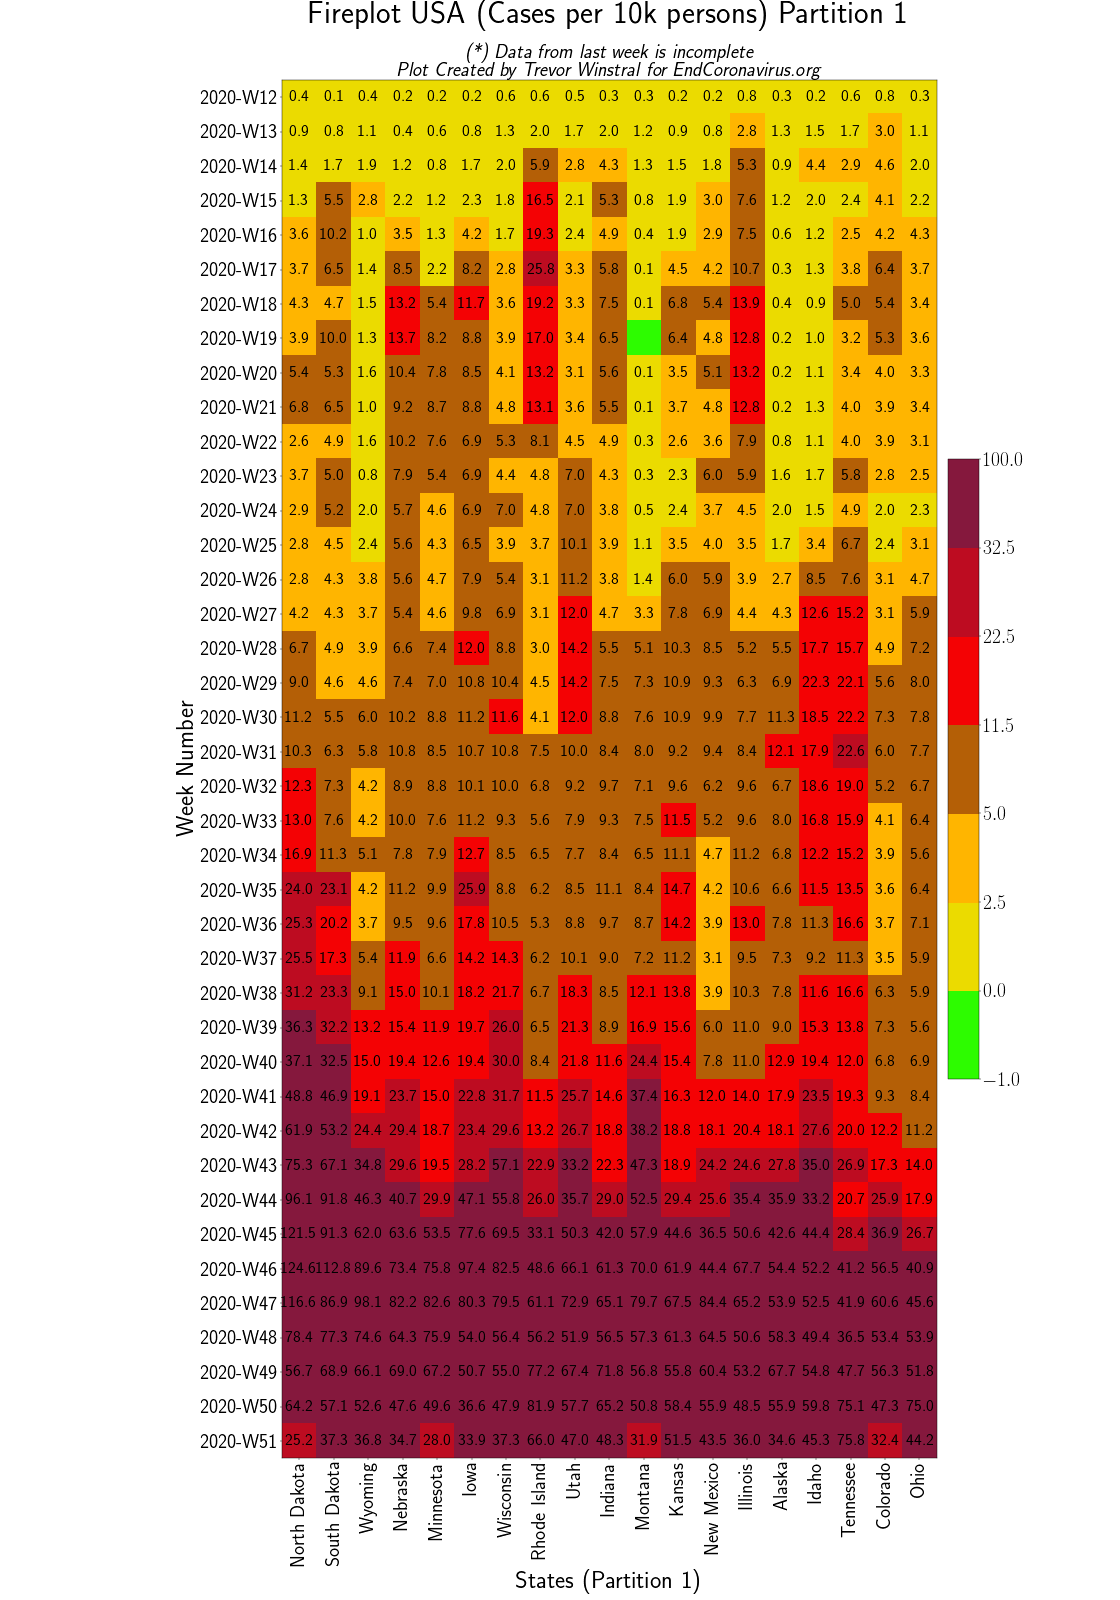 Fireplot USA (Cases per 10k persons) Partition 1
(*) Data from last week is incomplete
Plot Created by Trevor Winstral for EndCoronavirus.org
2020-W12 0.4 0.1 0.4 0.2 0.2 0.2 0.6 0.6 0.5 0.3 0.3 0.2 0.2 0.8 0.3 0.2 0.6 0.8 0.3
2020-W13 0.9 0.8 1.1 0.4 0.6 0.8 1.3 2.0 1.7 2.0 1.2 0.9 0.8 2.8 1.3 1.5 1.7 3.0 1.1
2020-W14 1.4 1.7 1.9 1.2 0.8 1.7 2.0 5.9 2.8 4.3 1.3 1.5 1.8 5.3 0.9 4.4 2.9 4.6 2.0
2020-W15 1.3 5.5 2.8 2.2 1.2 2.3 1.8 16.5 2.1 5.3 0.8 1.9 3.0 7.6 1.2 2.0 2.4 4.1 2.2
2020-W16 3.6 10.2 1.0 3.5 1.3 4.2 1.7 19.3 2.4 4.9 0.4 1.9 2.9 7.5 0.6 1.2 2.5 4.2 4.3
2020-W17 3.7 6.5 1.4 8.5 2.2 8.2 2.8 25.8 3.3 5.8 0.1 4.5 4.2 10.7 0.3 1.3 3.8 6.4 3.7
2020-W18 4.3 4.7 1.5 13.2 5.4 11.7 3.6 19.2 3.3 7.5 0.1 6.8 5.4 13.9 0.4 0.9 5.0 5.4 3.4
2020-W19 3.9 10.0 1.3 13.7 8.2 8.8 3.9 17.0 3.4 6.5 6.4 4.8 12.8 0.2 1.0 3.2 5.3 3.6
2020-W20 5.4 5.3 1.6 10.4 7.8 8.5 4.1 13.2 3.1 5.6 0.1 3.5 5.1 13.2 0.2 1.1 3.4 4.0 3.3
2020-W21 6.8 6.5 1.0 9.2 8.7 8.8 4.8 13.1 3.6 5.5 0.1 3.7 4.8 12.8 0.2 1.3 4.0 3.9 3.4
2020-W22 2.6 4.9 1.6 10.2 7.6 6.9 5.3 8.1 4.5 4.9 0.3 2.6 3.6 7.9 0.8 1.1 4.0 3.9 3.1
2020-W23 3.7 5.0 0.8 7.9 5.4 6.9 4.4 4.8 7.0 4.3 0.3 2.3 6.0 5.9 1.6 1.7 5.8 2.8 2.5
2020-W24 2.9 5.2 2.0 5.7 4.6 6.9 7.0 4.8 7.0 3.8 0.5 2.4 3.7 4.5 2.0 1.5 4.9 2.0 2.3
2020-W25 2.8 4.5 2.4 5.6 4.3 6.5 3.9 3.7 10.1 3.9 1.1 3.5 4.0 3.5 1.7 3.4 6.7 2.4 3.1
2020-W26 2.8 4.3 3.8 5.6 4.7 7.9 5.4 3.1 11.2 3.8 1.4 6.0 5.9 3.9 2.7 8.5 7.6 3.1 4.7
2020-W27 4.2 4.3 3.7 5.4 4.6 9.8 6.9 3.1 12.0 4.7 3.3 7.8 6.9 4.4 4.3 12.6 15.2 3.1 5.9
2020-W28 6.7 4.9 3.9 6.6 7.4 12.0 8.8 3.0 14.2 5.5 5.1 10.3 8.5 5.2 5.5 17.7 15.7 4.9 7.2
2020-W29 9.0 4.6 4.6 7.4 7.0 10.8 10.4 4.5 14.2 7.5 7.3 10.9 9.3 6.3 6.9 22.3 22.1 5.6 8.0
2020-W30 11.2 5.5 6.0 10.2 8.8 11.2 11.6 4.1 12.0 8.8 7.6 10.9 9.9 7.7 11.3 18.5 22.2 7.3 7.8
2020-W31 10.3 6.3 5.8 10.8 8.5 10.7 10.8 7.5 10.0 8.4 8.0 9.2 9.4 8.4 12.1 17.9 22.6 6.0 7.7
2020-W32 12.3 7.3 4.2 8.9 8.8 10.1 10.0 6.8 9.2 9.7 7.1 9.6 6.2 9.6 6.7 18.6 19.0 5.2 6.7
2020-W33 13.0 7.6 4.2 10.0 7.6 11.2 9.3 5.6 7.9 9.3 7.5 11.5 5.2 9.6 8.0 16.8 15.9 4.1 6.4
2020-W34 16.9 11.3 5.1 7.8 7.9 12.7 8.5 6.5 7.7 8.4 6.5 11.1 4.7 11.2 6.8 12.2 15.2 3.9 5.6
2020-W35 24.0 23.1 4.2 11.2 9.9 25.9 8.8 6.2 8.5 11.1 8.4 14.7 4.2 10.6 6.6 11.5 13.5 3.6 6.4
2020-W36 25.3 20.2 3.7 9.5 9.6 17.8 10.5 5.3 8.8 9.7 8.7 14.2 3.9 13.0 7.8 11.3 16.6 3.7 7.1
2020-W37 25.5 17.3 5.4 11.9 6.6 14.2 14.3 6.2 10.1 9.0 7.2 11.2 3.1 9.5 7.3 9.2 11.3 3.5 5.9
2020-W38 31.2 23.3 9.1 15.0 10.1 18.2 21.7 6.7 18.3 8.5 12.1 13.8 3.9 10.3 7.8 11.6 16.6 6.3 5.9
2020-W39 36.3 32.2 13.2 15.4 11.9 19.7 26.0 6.5 21.3 8.9 16.9 15.6 6.0 11.0 9.0 15.3 13.8 7.3 5.6
2020-W40 37.1 32.5 15.0 19.4 12.6 19.4 30.0 8.4 21.8 11.6 24.4 15.4 7.8 11.0 12.9 19.4 12.0 6.8 6.9
2020-W41 48.8 46.9 19.1 23.7 15.0 22.8 31.7 11.5 25.7 14.6 37.4 16.3 12.0 14.0 17.9 23.5 19.3 9.3 8.4
2020-W42 61.9 53.2 24.4 29.4 18.7 23.4 29.6 13.2 26.7 18.8 38.2 18.8 18.1 20.4 18.1 27.6 20.0 12.2 11.2
2020-W43 75.3 67.1 34.8 29.6 19.5 28.2 57.1 22.9 33.2 22.3 47.3 18.9 24.2 24.6 27.8 35.0 26.9 17.3 14.0
2020-W44 96.1 91.8 46.3 40.7 29.9 47.1 55.8 26.0 35.7 29.0 52.5 29.4 25.6 35.4 35.9 33.2 20.7 25.9 17.9
2020-W45 121.5 91.3 62.0 63.6 53.5 77.6 69.5 33.1 50.3 42.0 57.9 44.6 36.5 50.6 42.6 44.4 28.4 36.9 26.7
2020-W46 124.6 112.8 89.6 73.4 75.8 97.4 82.5 48.6 66.1 61.3 70.0 61.9 44.4 67.7 54.4 52.2 41.2 56.5 40.9
2020-W47 116.6 86.9 98.1 82.2 82.6 80.3 79.5 61.1 72.9 65.1 79.7 67.5 84.4 65.2 53.9 52.5 41.9 60.6 45.6
2020-W48 78.4 77.3 74.6 64.3 75.9 54.0 56.4 56.2 51.9 56.5 57.3 61.3 64.5 50.6 58.3 49.4 36.5 53.4 53.9
2020-W49 56.7 68.9 66.1 69.0 67.2 50.7 55.0 77.2 67.4 71.8 56.8 55.8 60.4 53.2 67.7 54.8 47.7 56.3 51.8
2020-W50 64.2 57.1 52.6 47.6 49.6 36.6 47.9 81.9 57.7 65.2 50.8 58.4 55.9 48.5 55.9 59.8 75.1 47.3 75.0
2020-W51 25.2 37.3 36.8 34.7 28.0 33.9 37.3 66.0 47.0 48.3 31.9 51.5 43.5 36.0 34.6 45.3 75.8 32.4 44.2
Week Number
North Dakota
South Dakota
Wyoming
Nebraska
Minnesota
Iowa
Wisconsin
Rhode Island
Utah
Indiana
Montana
Kansas
New Mexico
Illinois
Alaska
Idaho
Tennessee
Colorado
Ohio
States (Partition 1)
100.0
32.5
22.5
11.5
5.0
2.5
0.0
−1.0